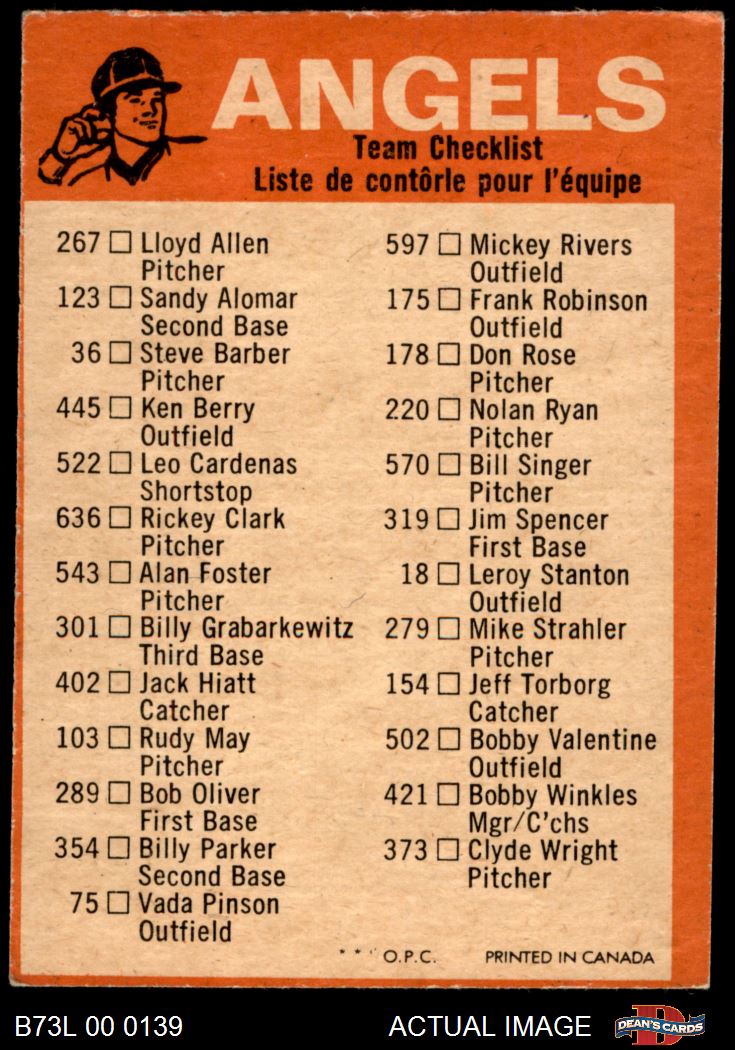 ANGELS
Team Checklist
Liste de contôrle pour l'équipe
267 □ Lloyd Allen
Pitcher
123 □ Sandy Alomar
Second Base
36 □ Steve Barber
Pitcher
445 □ Ken Berry
Outfield
522 □ Leo Cardenas
Shortstop
636 □ Rickey Clark
Pitcher
543 □ Alan Foster
Pitcher
301 □ Billy Grabarkewitz
Third Base
402 □ Jack Hiatt
Catcher
103 □ Rudy May
Pitcher
289 □ Bob Oliver
First Base
354 □ Billy Parker
Second Base
75 □ Vada Pinson
Outfield
597 □ Mickey Rivers
Outfield
175 □ Frank Robinson
Outfield
178 □ Don Rose
Pitcher
220 □ Nolan Ryan
Pitcher
570 □ Bill Singer
Pitcher
319 □ Jim Spencer
First Base
18 □ Leroy Stanton
Outfield
279 □ Mike Strahler
Pitcher
154 □ Jeff Torborg
Catcher
502 □ Bobby Valentine
Outfield
421 □ Bobby Winkles
Mgr/C'chs
373 □ Clyde Wright
Pitcher
* * O.P.C. PRINTED IN CANADA
B73L 00 0139 ACTUAL IMAGE D DEAN'S CARDS